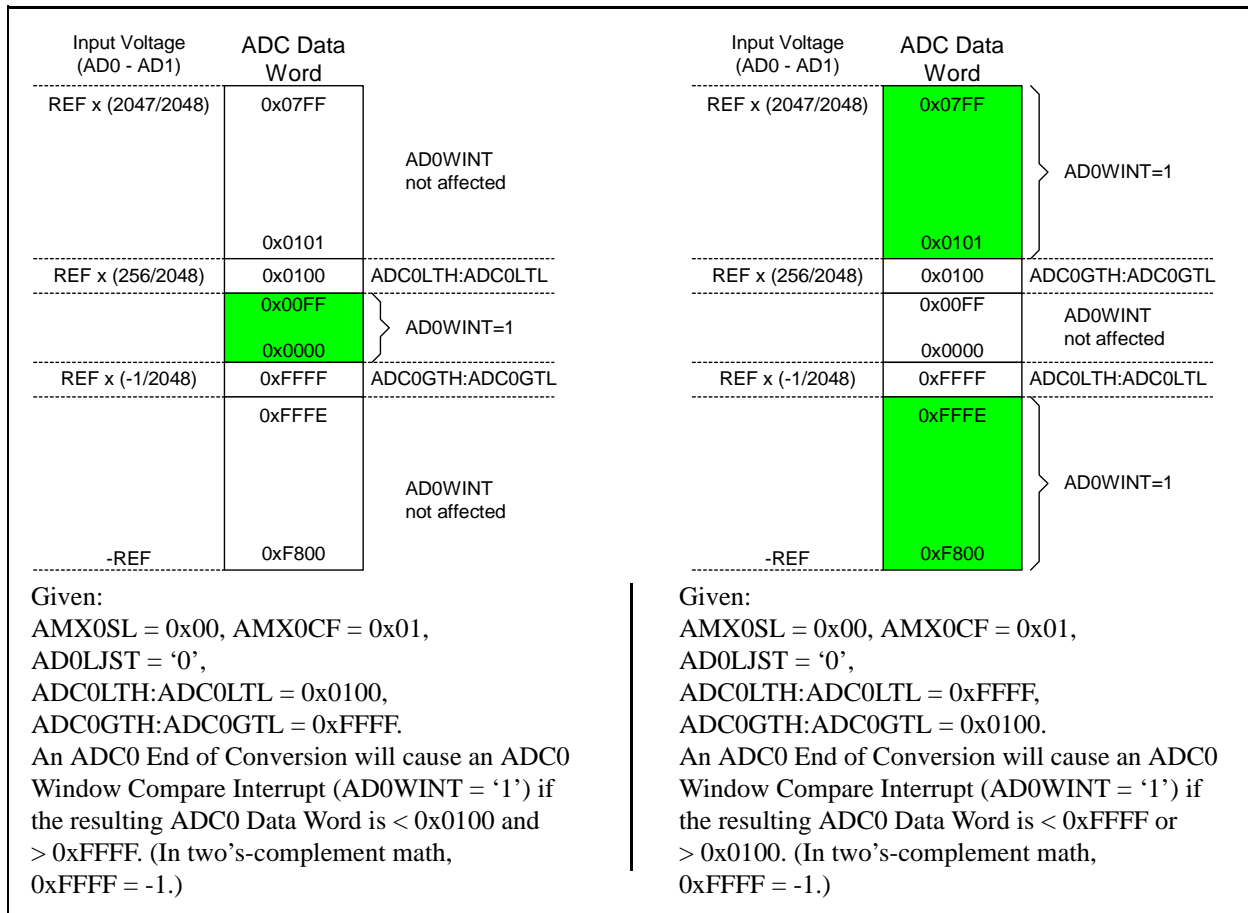 Input Voltage
(AD0 - AD1)
ADC Data
Word
REF x (2047/2048)
0x07FF
AD0WINT
not affected
0x0101
REF x (256/2048)
0x0100
ADC0LTH:ADC0LTL
0x00FF
AD0WINT=1
0x0000
REF x (-1/2048)
0xFFFF
ADC0GTH:ADC0GTL
0xFFFE
AD0WINT
not affected
-REF
0xF800
Given:
AMX0SL = 0x00, AMX0CF = 0x01,
AD0LJST = ‘0’,
ADC0LTH:ADC0LTL = 0x0100,
ADC0GTH:ADC0GTL = 0xFFFF.
An ADC0 End of Conversion will cause an ADC0
Window Compare Interrupt (AD0WINT = ‘1’) if
the resulting ADC0 Data Word is < 0x0100 and
> 0xFFFF. (In two’s-complement math,
0xFFFF = -1.)
Input Voltage
(AD0 - AD1)
ADC Data
Word
REF x (2047/2048)
0x07FF
AD0WINT=1
0x0101
REF x (256/2048)
0x0100
ADC0GTH:ADC0GTL
0x00FF
AD0WINT
not affected
0x0000
REF x (-1/2048)
0xFFFF
ADC0LTH:ADC0LTL
0xFFFE
AD0WINT=1
-REF
0xF800
Given:
AMX0SL = 0x00, AMX0CF = 0x01,
AD0LJST = ‘0’,
ADC0LTH:ADC0LTL = 0xFFFF,
ADC0GTH:ADC0GTL = 0x0100.
An ADC0 End of Conversion will cause an ADC0
Window Compare Interrupt (AD0WINT = ‘1’) if
the resulting ADC0 Data Word is < 0xFFFF or
> 0x0100. (In two’s-complement math,
0xFFFF = -1.)